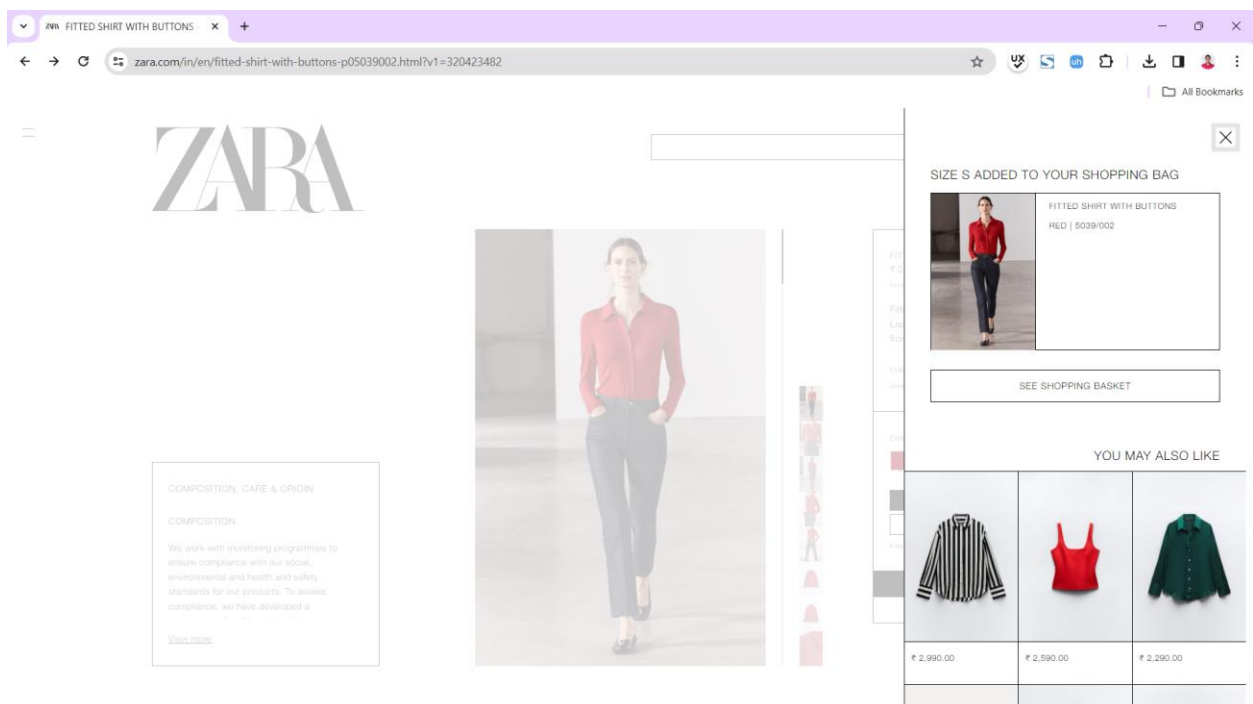 ZARA FITTED SHIRT WITH BUTTONS -
zara.com/in/en/fitted-shirt-with-buttons-p05039002.html?v1=320423482
UX
S
uh
All Bookmarks
ZARA
COMPOSITION, CARE & ORIGIN
COMPOSITION
We work with monitoring programmes to
ensure compliance with our social,
environmental and health and safety
standards for our products. To assess
compliance, we have developed a
View more
SIZE S ADDED TO YOUR SHOPPING BAG
FITTED SHIRT WITH BUTTONS
RED | 5039/002
SEE SHOPPING BASKET
YOU MAY ALSO LIKE
₹ 2,990.00
₹ 2,590.00
₹ 2,290.00